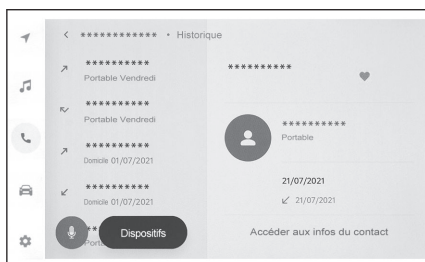 < ************ • Historique
**********
Portable Vendredi
**********
Portable Vendredi
**********
Domicile 01/07/2021
**********
Domicile 01/07/2021
**
Porta
Dispositifs
**********
**********
Portable
21/07/2021
21/07/2021
Accéder aux infos du contact